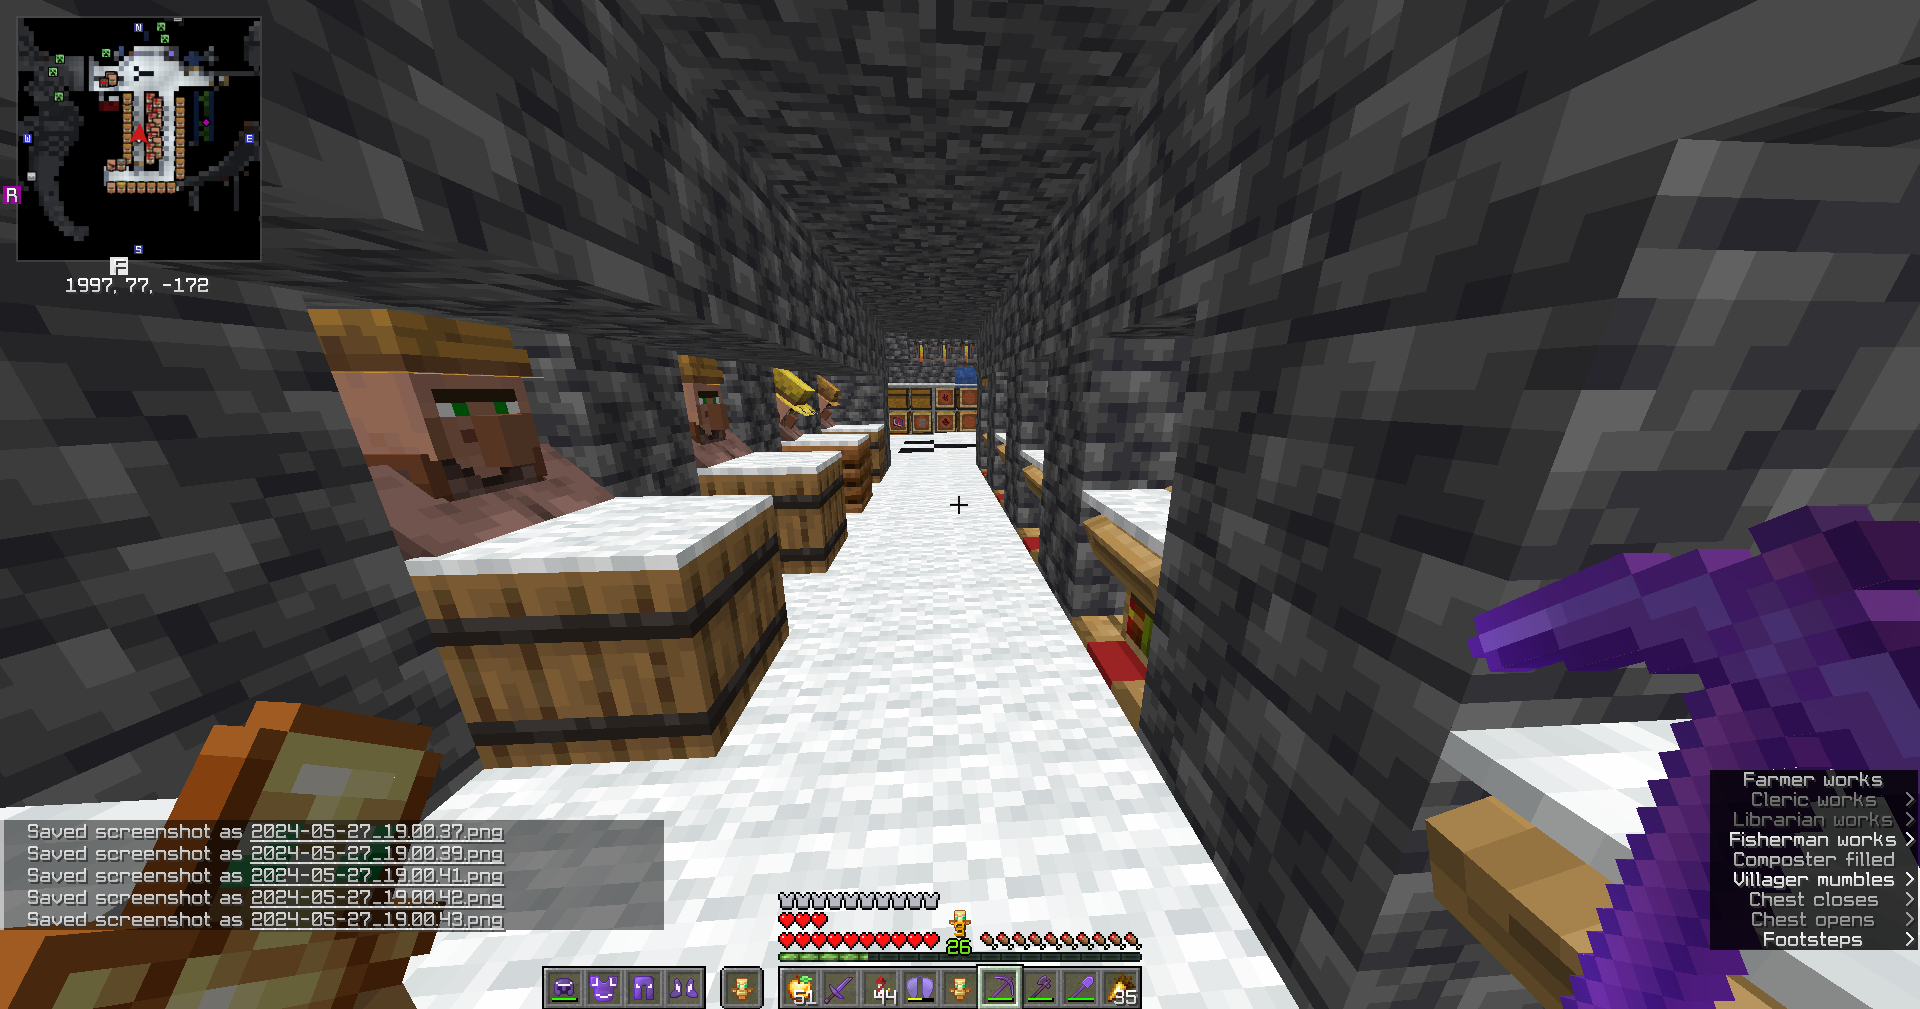 N
W
E
R
S
F
1997, 77, -172
Farmer works
Cleric works >
Librarian works >
Fisherman works >
Composter filled
Villager mumbles >
Chest closes >
Chest opens >
Footsteps >
Saved screenshot as 2024-05-27_19.00.37.png
Saved screenshot as 2024-05-27_19.00.39.png
Saved screenshot as 2024-05-27_19.00.41.png
Saved screenshot as 2024-05-27_19.00.42.png
Saved screenshot as 2024-05-27_19.00.43.png
3
26
51
44
35